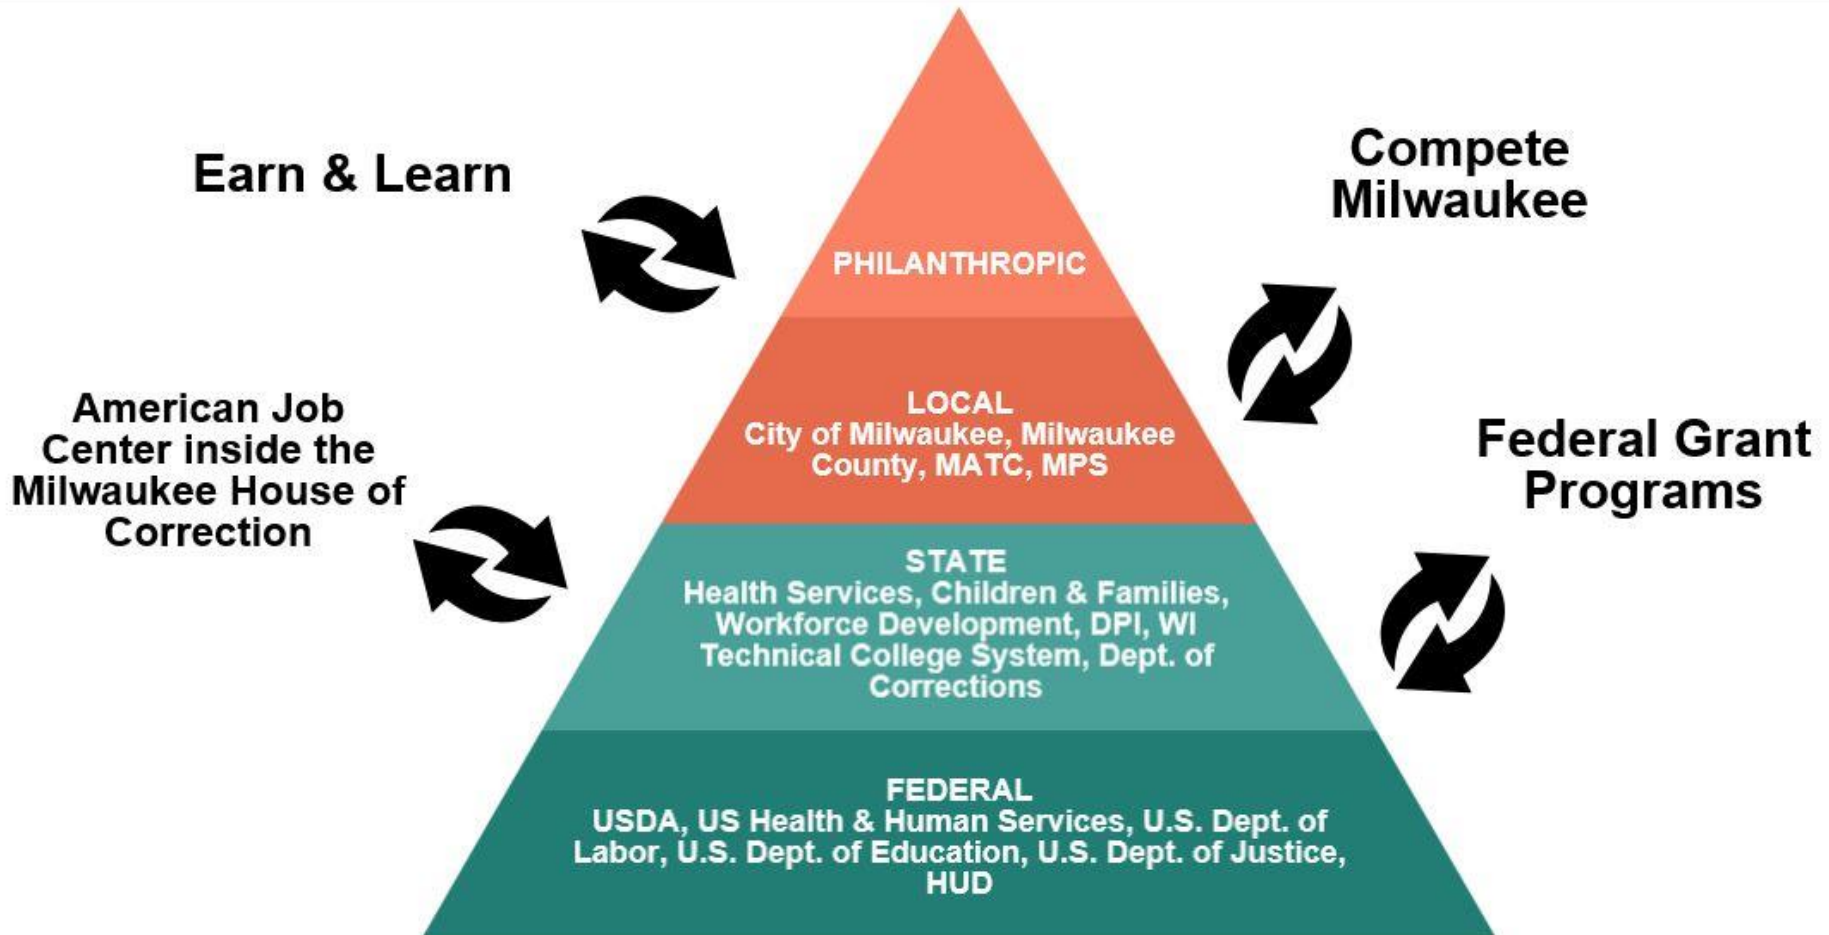 Earn & Learn
Compete
Milwaukee
PHILANTHROPIC
American Job
Center inside the
Milwaukee House of
Correction
LOCAL
City of Milwaukee, Milwaukee
County, MATC, MPS
Federal Grant
Programs
STATE
Health Services, Children & Families,
Workforce Development, DPI, WI
Technical College System, Dept. of
Corrections
FEDERAL
USDA, US Health & Human Services, U.S. Dept. of
Labor, U.S. Dept. of Education, U.S. Dept. of Justice,
HUD